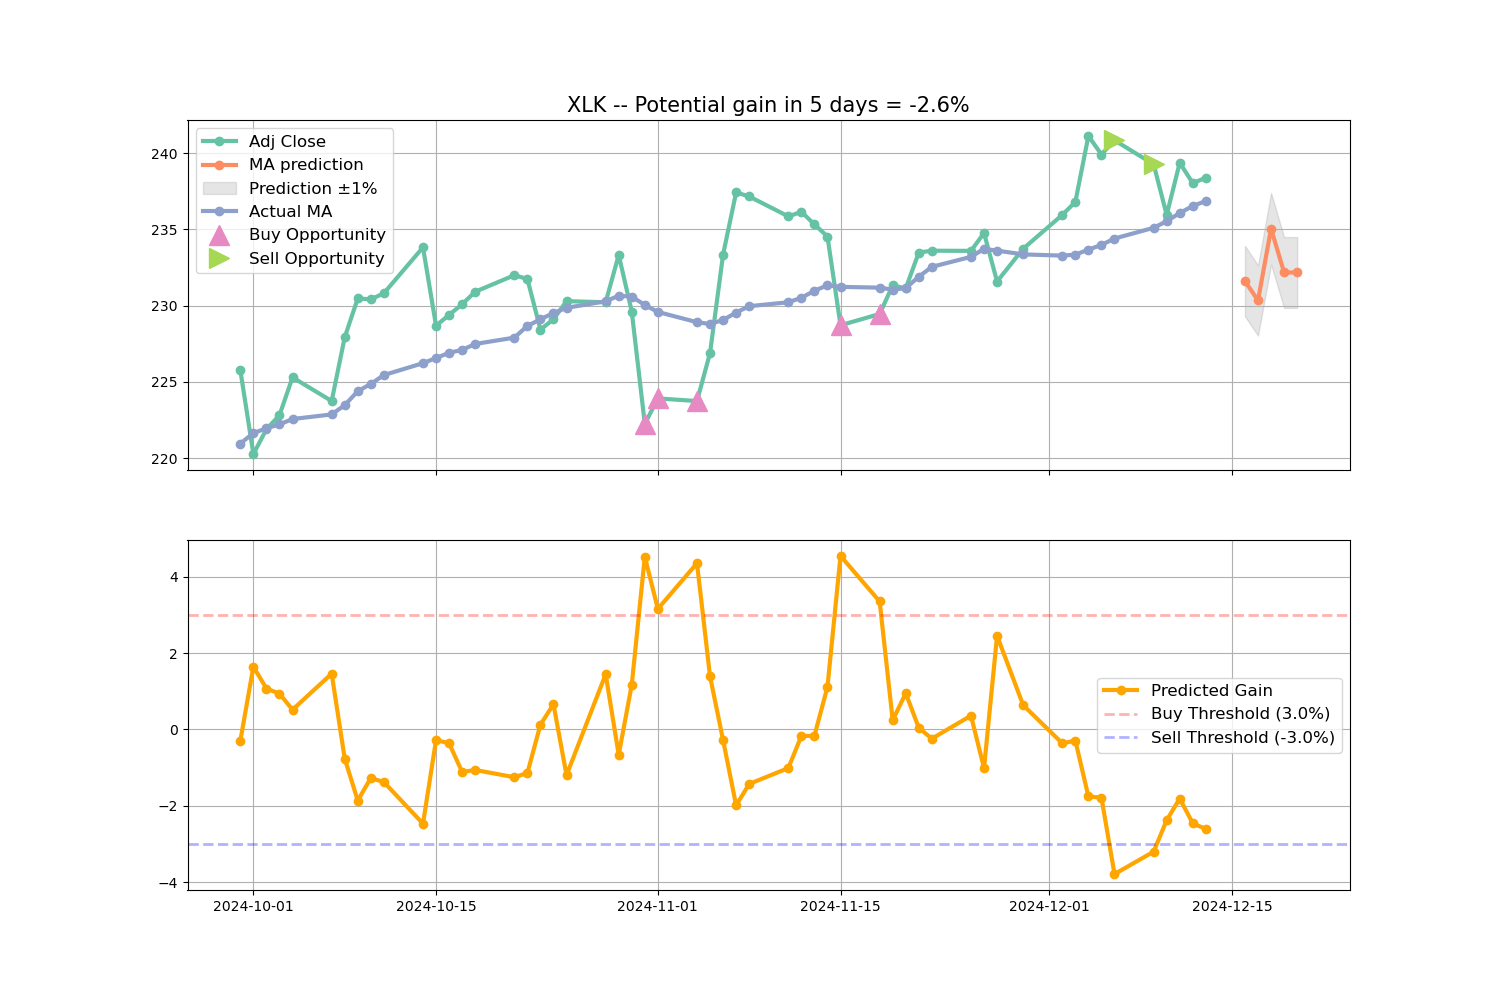 XLK -- Potential gain in 5 days = -2.6%
Adj Close
MA prediction
Prediction ±1%
Actual MA
Buy Opportunity
Sell Opportunity
240
235
230
225
220
4
2
0
−2
−4
Predicted Gain
Buy Threshold (3.0%)
Sell Threshold (-3.0%)
2024-10-01 2024-10-15 2024-11-01 2024-11-15 2024-12-01 2024-12-15